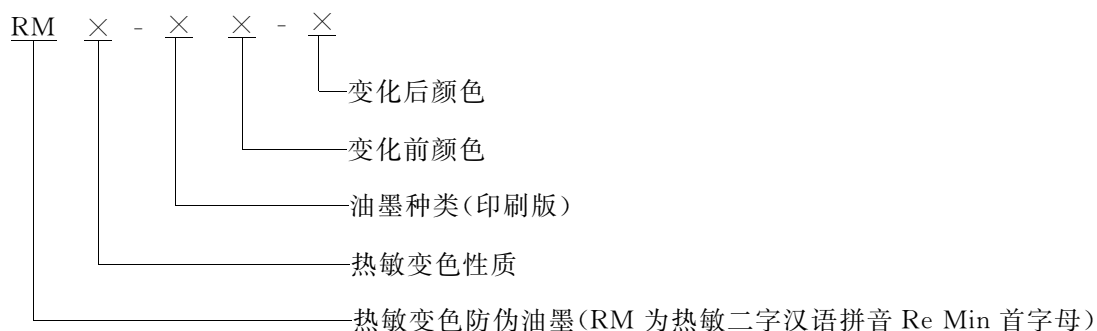 RM × - × × - ×
变化后颜色
变化前颜色
油墨种类(印刷版)
热敏变色性质
热敏变色防伪油墨(RM 为热敏二字汉语拼音 Re Min 首字母)